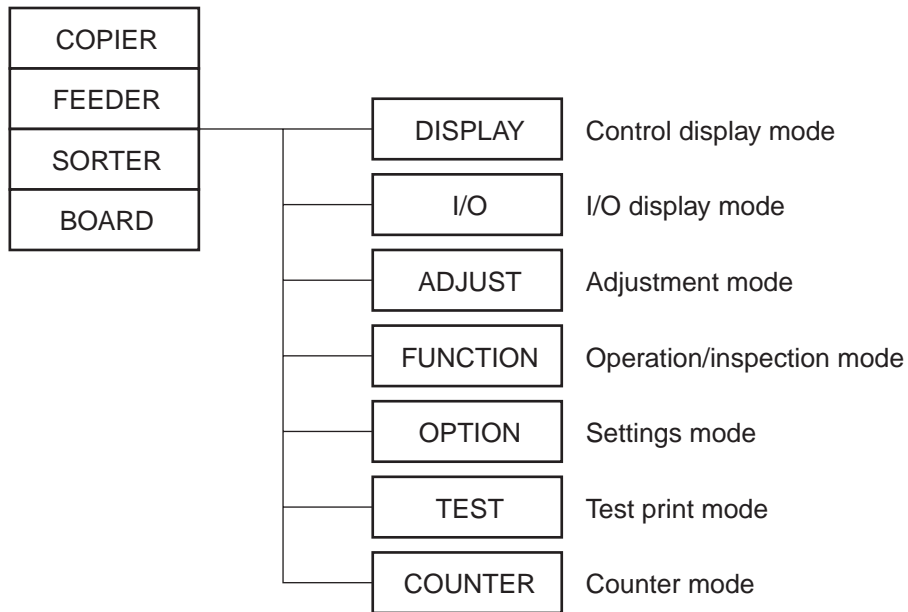 COPIER
FEEDER
SORTER
BOARD
DISPLAY Control display mode
I/O I/O display mode
ADJUST Adjustment mode
FUNCTION Operation/inspection mode
OPTION Settings mode
TEST Test print mode
COUNTER Counter mode